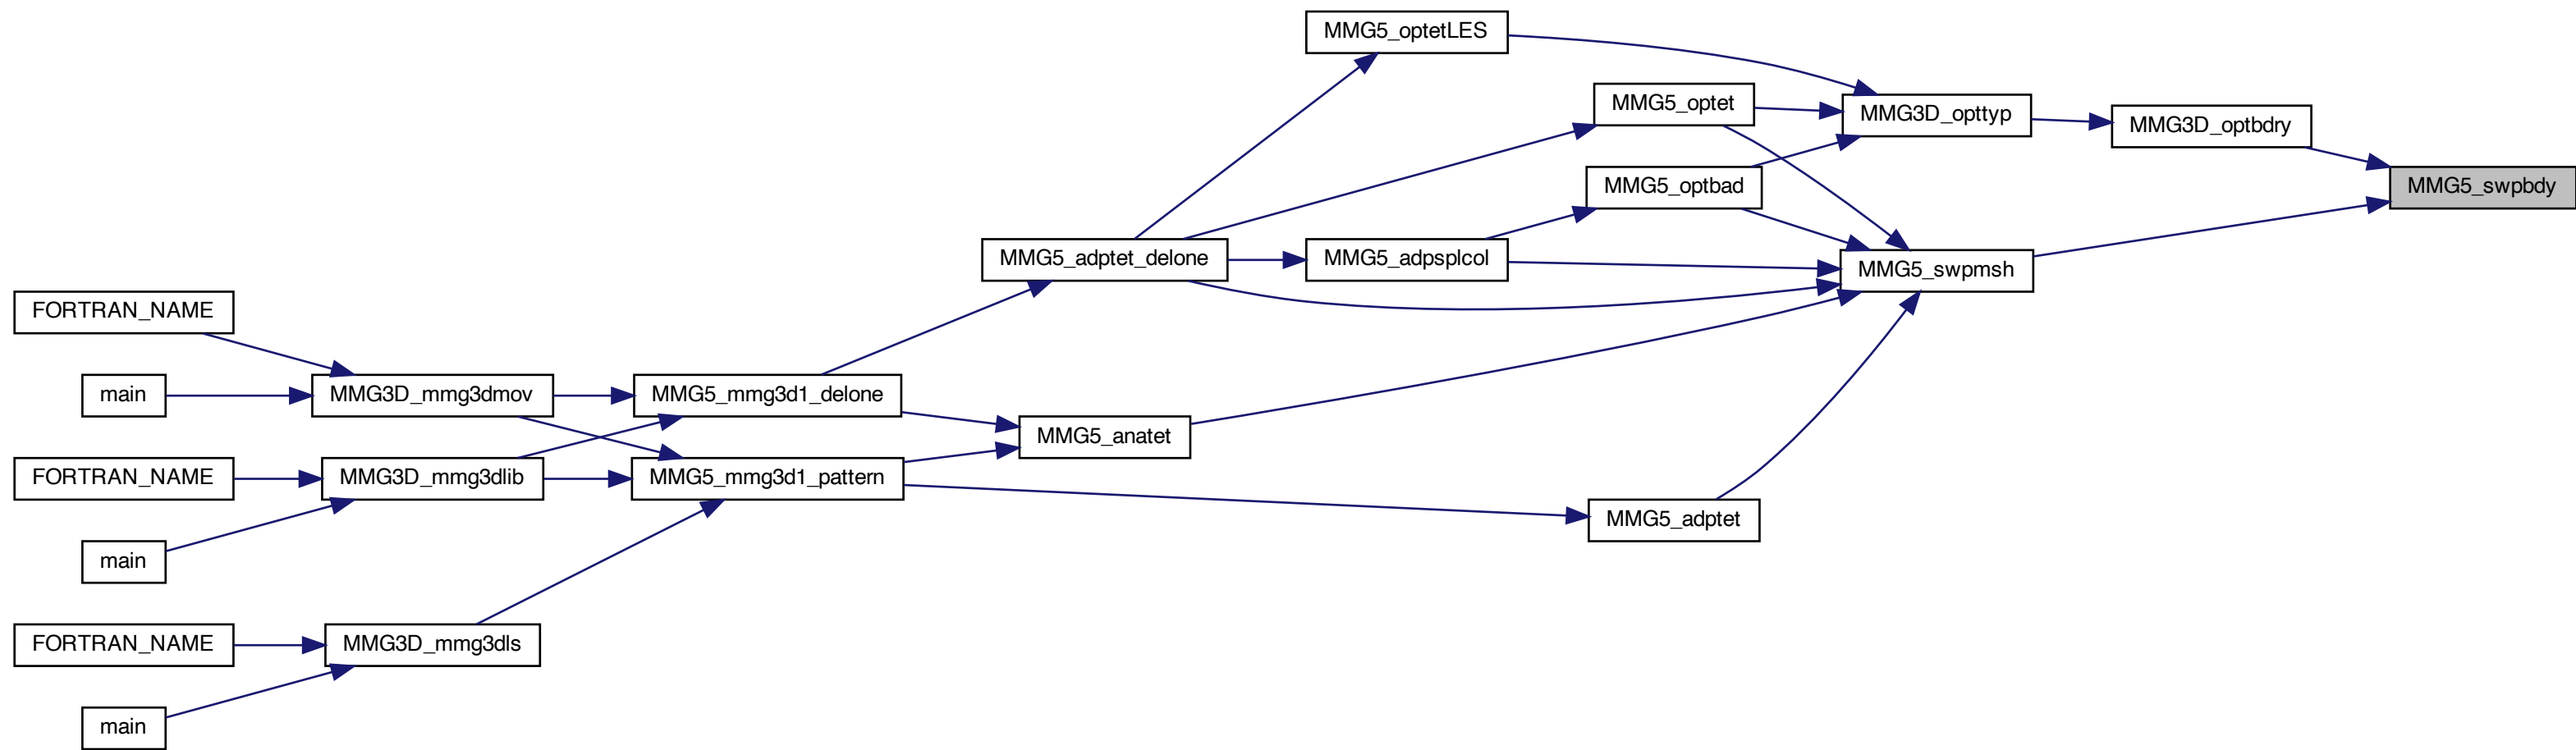 MMG5_optetLES
MMG5_optet
MMG3D_opttyp
MMG3D_optbdry
MMG5_optbad
MMG5_swpbdy
MMG5_adptet_delone
MMG5_adpsplcol
MMG5_swpmsh
FORTRAN_NAME
main
MMG3D_mmg3dmov
MMG5_mmg3d1_delone
MMG5_anatet
FORTRAN_NAME
MMG3D_mmg3dlib
MMG5_mmg3d1_pattern
MMG5_adptet
main
FORTRAN_NAME
MMG3D_mmg3dls
main